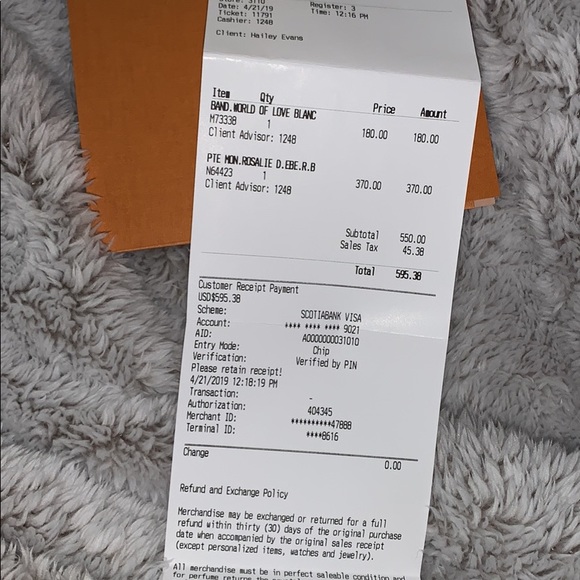 Store: 3110 Register: 3
Date: 4/21/19 Time: 12:16 PM
Ticket: 11791
Cashier: 1248
Client: Hailey Evans
Item Qty Price Amount
BAND.WORLD OF LOVE BLANC
M73338 1 180.00 180.00
Client Advisor: 1248
PTE MON.ROSALIE D.EBE.R.B
N64423 1 370.00 370.00
Client Advisor: 1248
Subtotal 550.00
Sales Tax 45.38
Total 595.38
Customer Receipt Payment
USD$595.38
Scheme: SCOTIABANK VISA
Account: **** **** **** 9021
AID: A0000000031010
Entry Mode: Chip
Verification: Verified by PIN
Please retain receipt!
4/21/2019 12:18:19 PM
Transaction: -
Authorization: 404345
Merchant ID: **********47888
Terminal ID: ****8616
Change 0.00
Refund and Exchange Policy
Merchandise may be exchanged or returned for a full
refund within thirty (30) days of the original purchase
date when accompanied by the original sales receipt
(except personalized items, watches and jewelry).
All merchandise must be in perfect saleable condition and
for perfume returns the